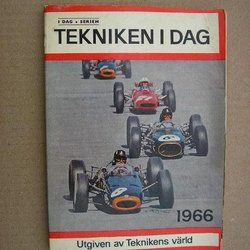 I DAG • SERIEN
TEKNIKEN I DAG
1966
Utgiven av Teknikens värld